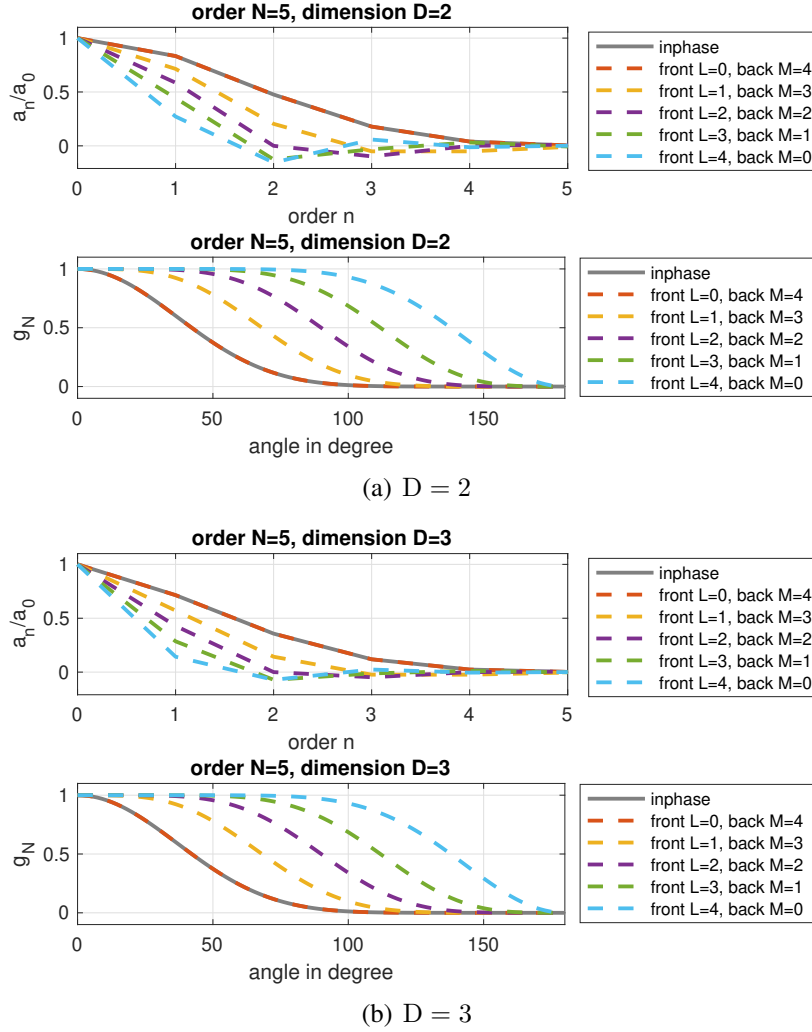 order N=5, dimension D=2
1
0.5
0
a_n/a_0
0 1 2 3 4 5
order n
inphase
front L=0, back M=4
front L=1, back M=3
front L=2, back M=2
front L=3, back M=1
front L=4, back M=0
order N=5, dimension D=2
1
0.5
0
g_N
0 50 100 150
angle in degree
inphase
front L=0, back M=4
front L=1, back M=3
front L=2, back M=2
front L=3, back M=1
front L=4, back M=0
(a) D = 2
order N=5, dimension D=3
1
0.5
0
a_n/a_0
0 1 2 3 4 5
order n
inphase
front L=0, back M=4
front L=1, back M=3
front L=2, back M=2
front L=3, back M=1
front L=4, back M=0
order N=5, dimension D=3
1
0.5
0
g_N
0 50 100 150
angle in degree
inphase
front L=0, back M=4
front L=1, back M=3
front L=2, back M=2
front L=3, back M=1
front L=4, back M=0
(b) D = 3